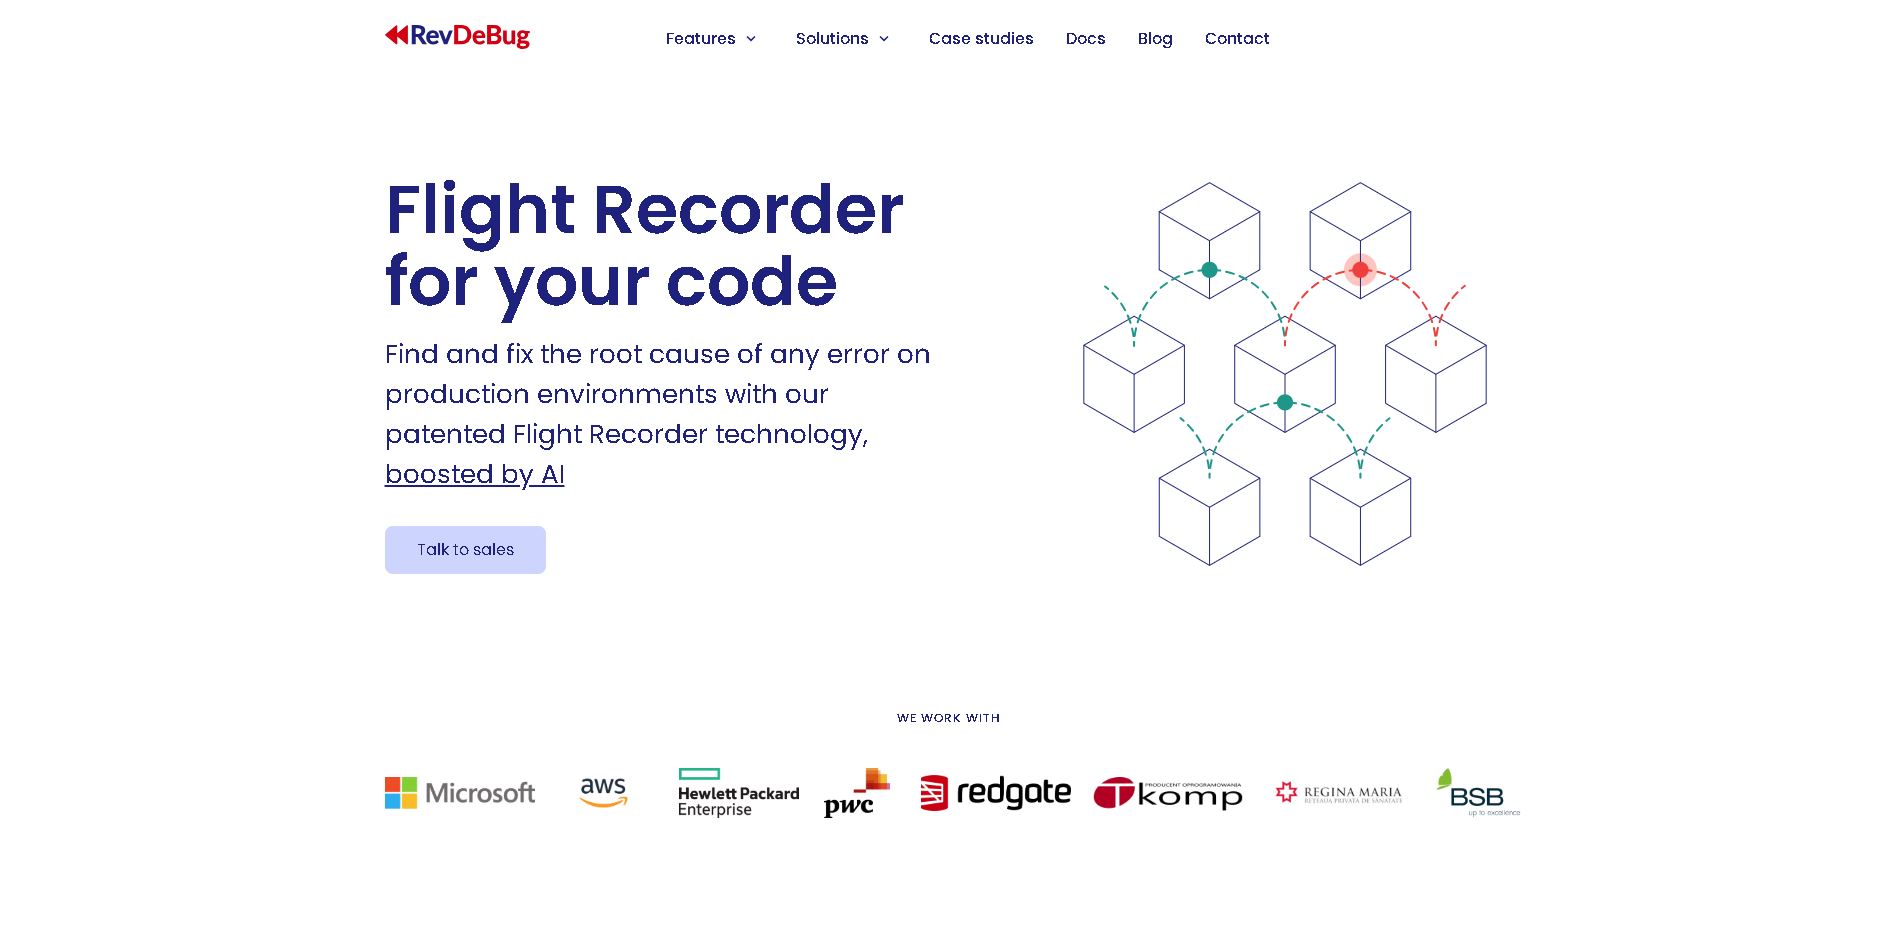 RevDeBug
Features
Solutions
Case studies
Docs
Blog
Contact
Flight Recorder
for your code
Find and fix the root cause of any error on
production environments with our
patented Flight Recorder technology,
boosted by AI
Talk to sales
WE WORK WITH
Microsoft
aws
Hewlett Packard
Enterprise
pwc
redgate
PRODUCENT OPROGRAMOWANIA
Tkomp
REGINA MARIA
REȚEAUA PRIVATĂ DE SĂNĂTATE
BSB
up to excellence